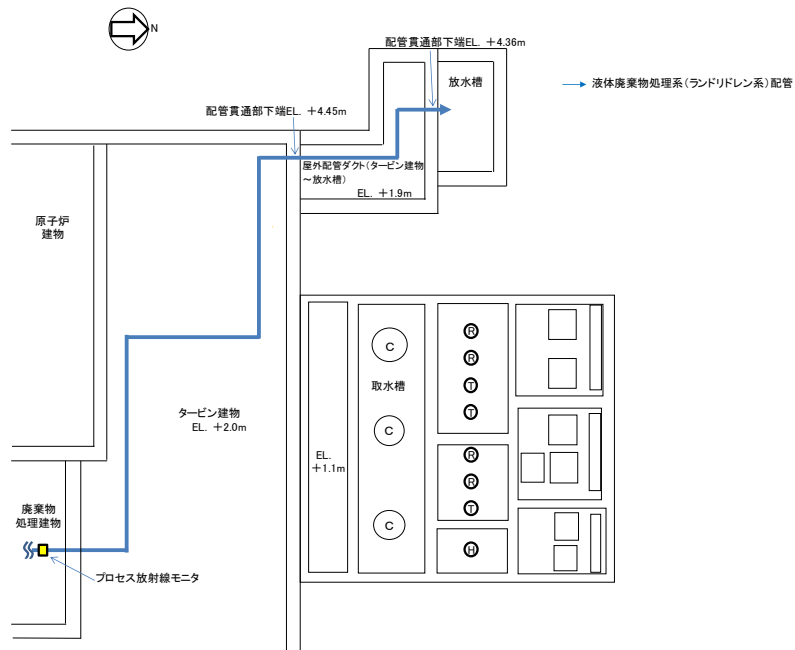 N
配管貫通部下端EL. +4.36m
放水槽
液体廃棄物処理系(ランドリドレン系)配管
配管貫通部下端EL. +4.45m
屋外配管ダクト(タービン建物
～放水槽)
EL. +1.9m
原子炉
建物
C
取水槽
C
C
R
R
T
T
R
R
T
H
タービン建物
EL. +2.0m
EL.
+1.1m
廃棄物
処理建物
プロセス放射線モニタ